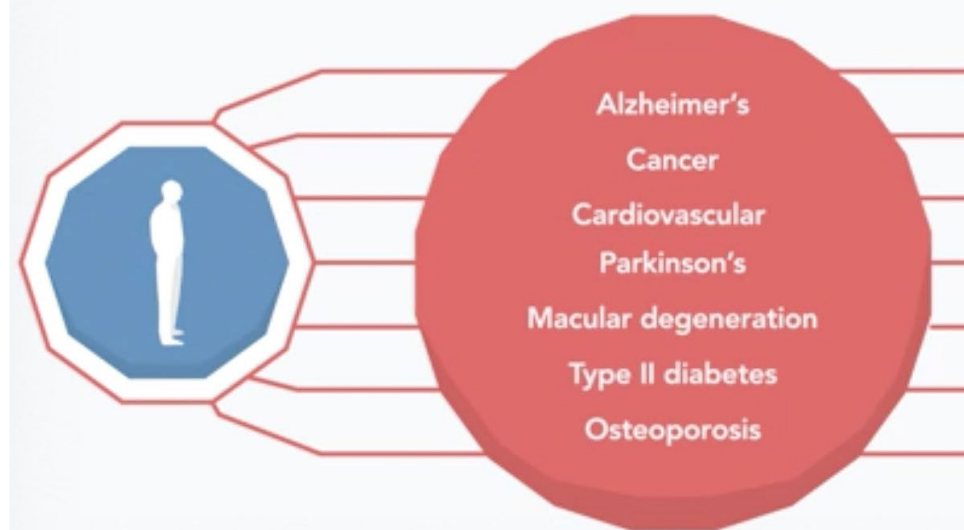 Alzheimer's
Cancer
Cardiovascular
Parkinson's
Macular degeneration
Type II diabetes
Osteoporosis